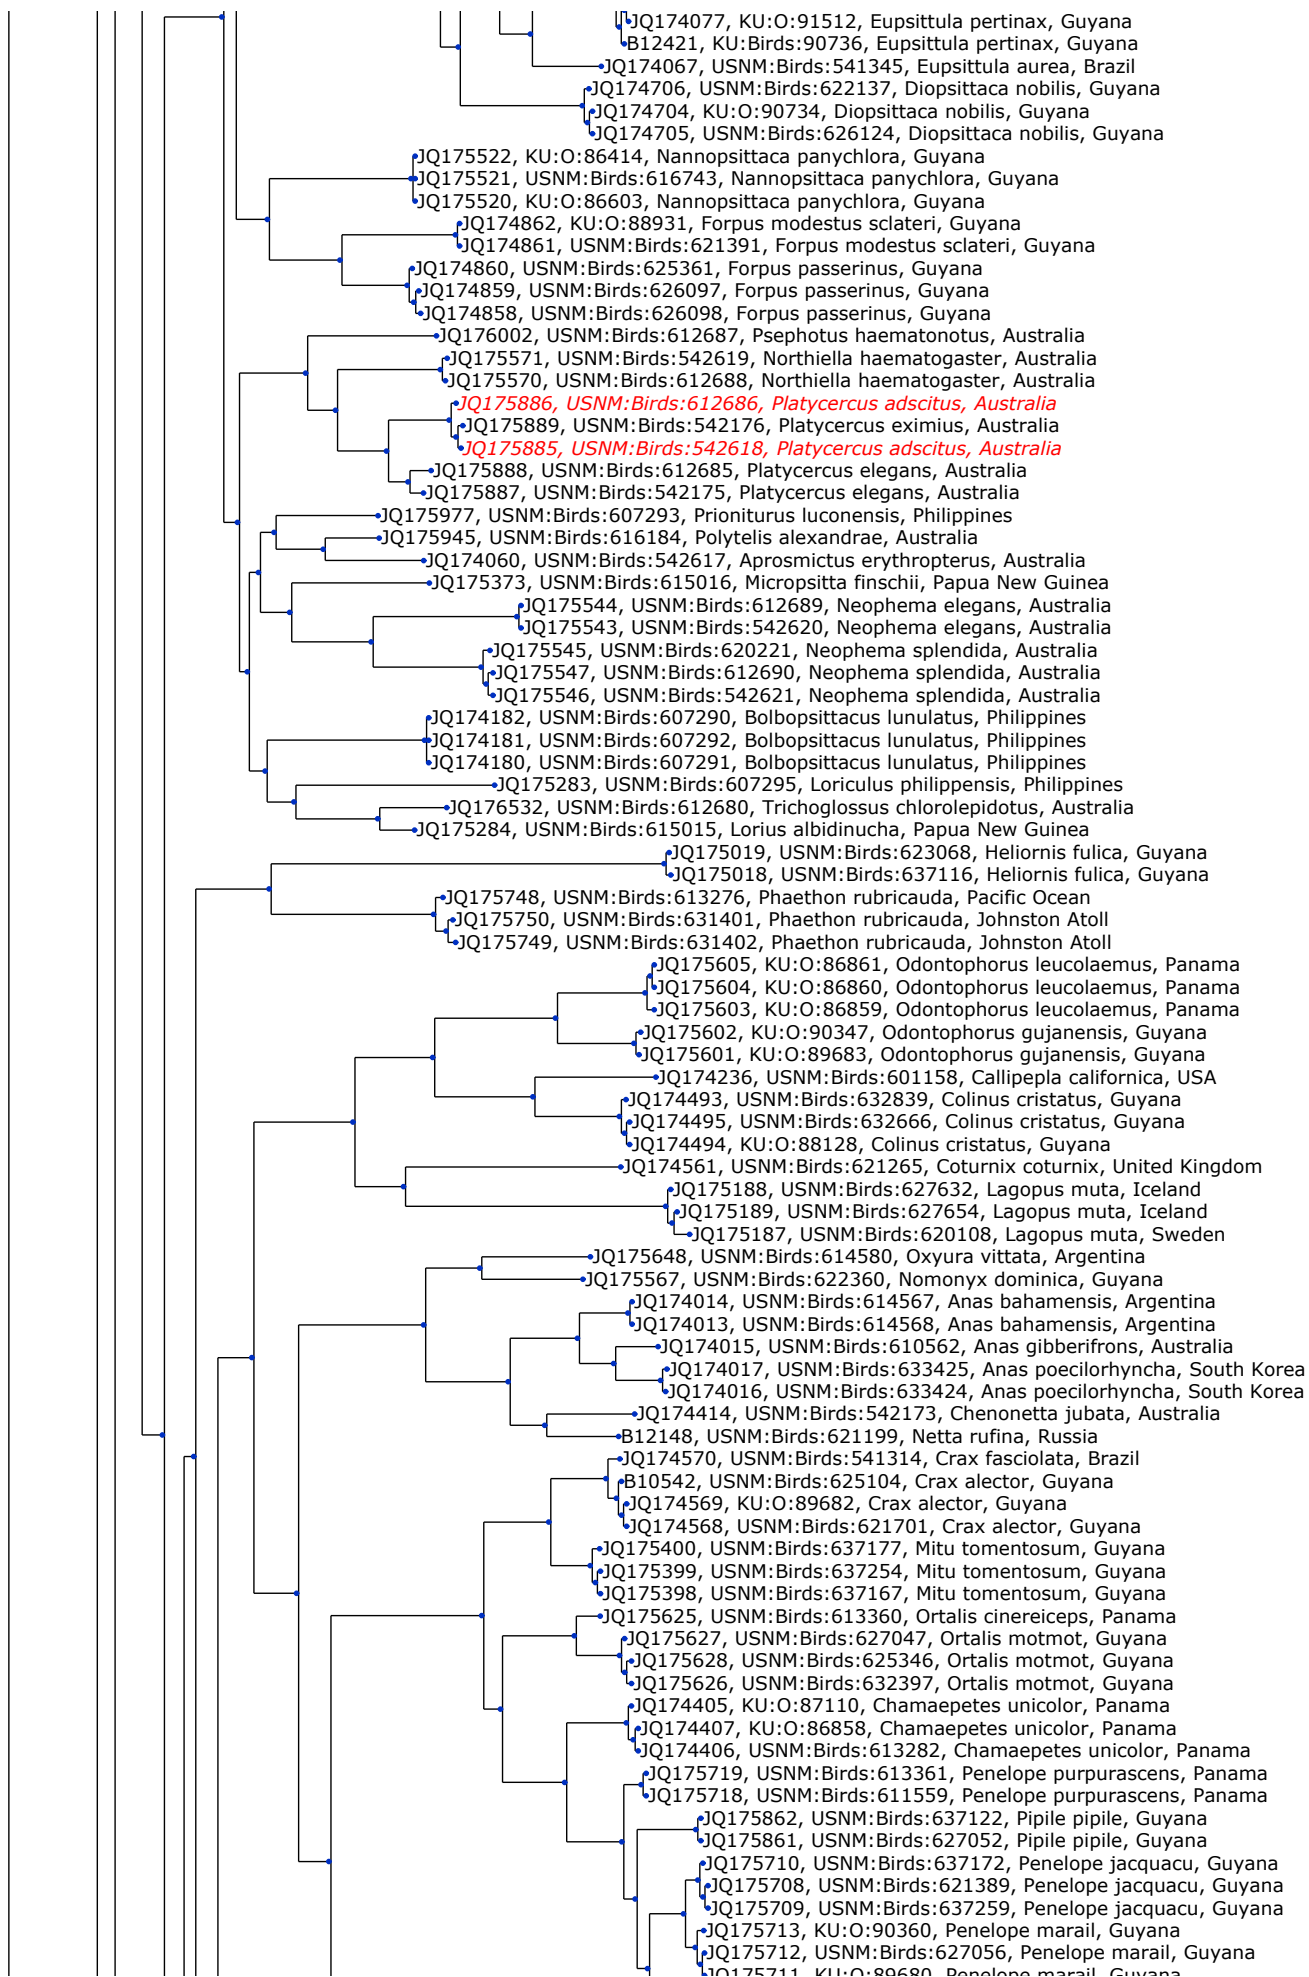 JQ174077, KU:O:91512, Eupsittula pertinax, Guyana
B12421, KU:Birds:90736, Eupsittula pertinax, Guyana
JQ174067, USNM:Birds:541345, Eupsittula aurea, Brazil
JQ174706, USNM:Birds:622137, Diopsittaca nobilis, Guyana
JQ174704, KU:O:90734, Diopsittaca nobilis, Guyana
JQ174705, USNM:Birds:626124, Diopsittaca nobilis, Guyana
JQ175522, KU:O:86414, Nannopsittaca panychlora, Guyana
JQ175521, USNM:Birds:616743, Nannopsittaca panychlora, Guyana
JQ175520, KU:O:86603, Nannopsittaca panychlora, Guyana
JQ174862, KU:O:88931, Forpus modestus sclateri, Guyana
JQ174861, USNM:Birds:621391, Forpus modestus sclateri, Guyana
JQ174860, USNM:Birds:625361, Forpus passerinus, Guyana
JQ174859, USNM:Birds:626097, Forpus passerinus, Guyana
JQ174858, USNM:Birds:626098, Forpus passerinus, Guyana
JQ176002, USNM:Birds:612687, Psephotus haematonotus, Australia
JQ175571, USNM:Birds:542619, Northiella haematogaster, Australia
JQ175570, USNM:Birds:612688, Northiella haematogaster, Australia
JQ175886, USNM:Birds:612686, Platycercus adscitus, Australia
JQ175889, USNM:Birds:542176, Platycercus eximius, Australia
JQ175885, USNM:Birds:542618, Platycercus adscitus, Australia
JQ175888, USNM:Birds:612685, Platycercus elegans, Australia
JQ175887, USNM:Birds:542175, Platycercus elegans, Australia
JQ175977, USNM:Birds:607293, Prioniturus luconensis, Philippines
JQ175945, USNM:Birds:616184, Polytelis alexandrae, Australia
JQ174060, USNM:Birds:542617, Aprosmictus erythropterus, Australia
JQ175373, USNM:Birds:615016, Micropsitta finschii, Papua New Guinea
JQ175544, USNM:Birds:612689, Neophema elegans, Australia
JQ175543, USNM:Birds:542620, Neophema elegans, Australia
JQ175545, USNM:Birds:620221, Neophema splendida, Australia
JQ175547, USNM:Birds:612690, Neophema splendida, Australia
JQ175546, USNM:Birds:542621, Neophema splendida, Australia
JQ174182, USNM:Birds:607290, Bolbopsittacus lunulatus, Philippines
JQ174181, USNM:Birds:607292, Bolbopsittacus lunulatus, Philippines
JQ174180, USNM:Birds:607291, Bolbopsittacus lunulatus, Philippines
JQ175283, USNM:Birds:607295, Loriculus philippensis, Philippines
JQ176532, USNM:Birds:612680, Trichoglossus chlorolepidotus, Australia
JQ175284, USNM:Birds:615015, Lorius albidinucha, Papua New Guinea
JQ175019, USNM:Birds:623068, Heliornis fulica, Guyana
JQ175018, USNM:Birds:637116, Heliornis fulica, Guyana
JQ175748, USNM:Birds:613276, Phaethon rubricauda, Pacific Ocean
JQ175750, USNM:Birds:631401, Phaethon rubricauda, Johnston Atoll
JQ175749, USNM:Birds:631402, Phaethon rubricauda, Johnston Atoll
JQ175605, KU:O:86861, Odontophorus leucolaemus, Panama
JQ175604, KU:O:86860, Odontophorus leucolaemus, Panama
JQ175603, KU:O:86859, Odontophorus leucolaemus, Panama
JQ175602, KU:O:90347, Odontophorus gujanensis, Guyana
JQ175601, KU:O:89683, Odontophorus gujanensis, Guyana
JQ174236, USNM:Birds:601158, Callipepla californica, USA
JQ174493, USNM:Birds:632839, Colinus cristatus, Guyana
JQ174495, USNM:Birds:632666, Colinus cristatus, Guyana
JQ174494, KU:O:88128, Colinus cristatus, Guyana
JQ174561, USNM:Birds:621265, Coturnix coturnix, United Kingdom
JQ175188, USNM:Birds:627632, Lagopus muta, Iceland
JQ175189, USNM:Birds:627654, Lagopus muta, Iceland
JQ175187, USNM:Birds:620108, Lagopus muta, Sweden
JQ175648, USNM:Birds:614580, Oxyura vittata, Argentina
JQ175567, USNM:Birds:622360, Nomonyx dominica, Guyana
JQ174014, USNM:Birds:614567, Anas bahamensis, Argentina
JQ174013, USNM:Birds:614568, Anas bahamensis, Argentina
JQ174015, USNM:Birds:610562, Anas gibberifrons, Australia
JQ174017, USNM:Birds:633425, Anas poecilorhyncha, South Korea
JQ174016, USNM:Birds:633424, Anas poecilorhyncha, South Korea
JQ174414, USNM:Birds:542173, Chenonetta jubata, Australia
B12148, USNM:Birds:621199, Netta rufina, Russia
JQ174570, USNM:Birds:541314, Crax fasciolata, Brazil
B10542, USNM:Birds:625104, Crax alector, Guyana
JQ174569, KU:O:89682, Crax alector, Guyana
JQ174568, USNM:Birds:621701, Crax alector, Guyana
JQ175400, USNM:Birds:637177, Mitu tomentosum, Guyana
JQ175399, USNM:Birds:637254, Mitu tomentosum, Guyana
JQ175398, USNM:Birds:637167, Mitu tomentosum, Guyana
JQ175625, USNM:Birds:613360, Ortalis cinereiceps, Panama
JQ175627, USNM:Birds:627047, Ortalis motmot, Guyana
JQ175628, USNM:Birds:625346, Ortalis motmot, Guyana
JQ175626, USNM:Birds:632397, Ortalis motmot, Guyana
JQ174405, KU:O:87110, Chamaepetes unicolor, Panama
JQ174407, KU:O:86858, Chamaepetes unicolor, Panama
JQ174406, USNM:Birds:613282, Chamaepetes unicolor, Panama
JQ175719, USNM:Birds:613361, Penelope purpurascens, Panama
JQ175718, USNM:Birds:611559, Penelope purpurascens, Panama
JQ175862, USNM:Birds:637122, Pipile pipile, Guyana
JQ175861, USNM:Birds:627052, Pipile pipile, Guyana
JQ175710, USNM:Birds:637172, Penelope jacquacu, Guyana
JQ175708, USNM:Birds:621389, Penelope jacquacu, Guyana
JQ175709, USNM:Birds:637259, Penelope jacquacu, Guyana
JQ175713, KU:O:90360, Penelope marail, Guyana
JQ175712, USNM:Birds:627056, Penelope marail, Guyana
JQ175711, KU:O:89680, Penelope marail, Guyana